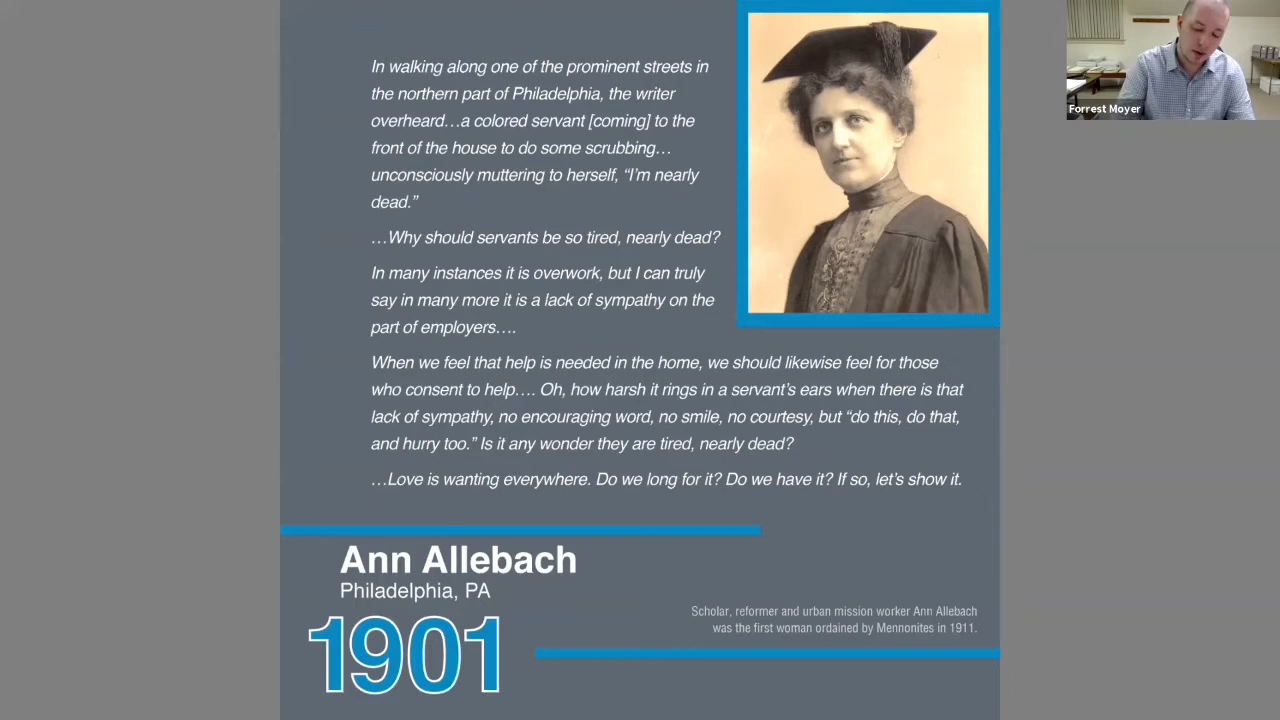 In walking along one of the prominent streets in
the northern part of Philadelphia, the writer
overheard…a colored servant [coming] to the
front of the house to do some scrubbing…
unconsciously muttering to herself, “I’m nearly
dead.”
…Why should servants be so tired, nearly dead?
In many instances it is overwork, but I can truly
say in many more it is a lack of sympathy on the
part of employers….
When we feel that help is needed in the home, we should likewise feel for those
who consent to help…. Oh, how harsh it rings in a servant’s ears when there is that
lack of sympathy, no encouraging word, no smile, no courtesy, but “do this, do that,
and hurry too.” Is it any wonder they are tired, nearly dead?
…Love is wanting everywhere. Do we long for it? Do we have it? If so, let’s show it.
Ann Allebach
Philadelphia, PA
1901
Scholar, reformer and urban mission worker Ann Allebach
was the first woman ordained by Mennonites in 1911.
Forrest Moyer